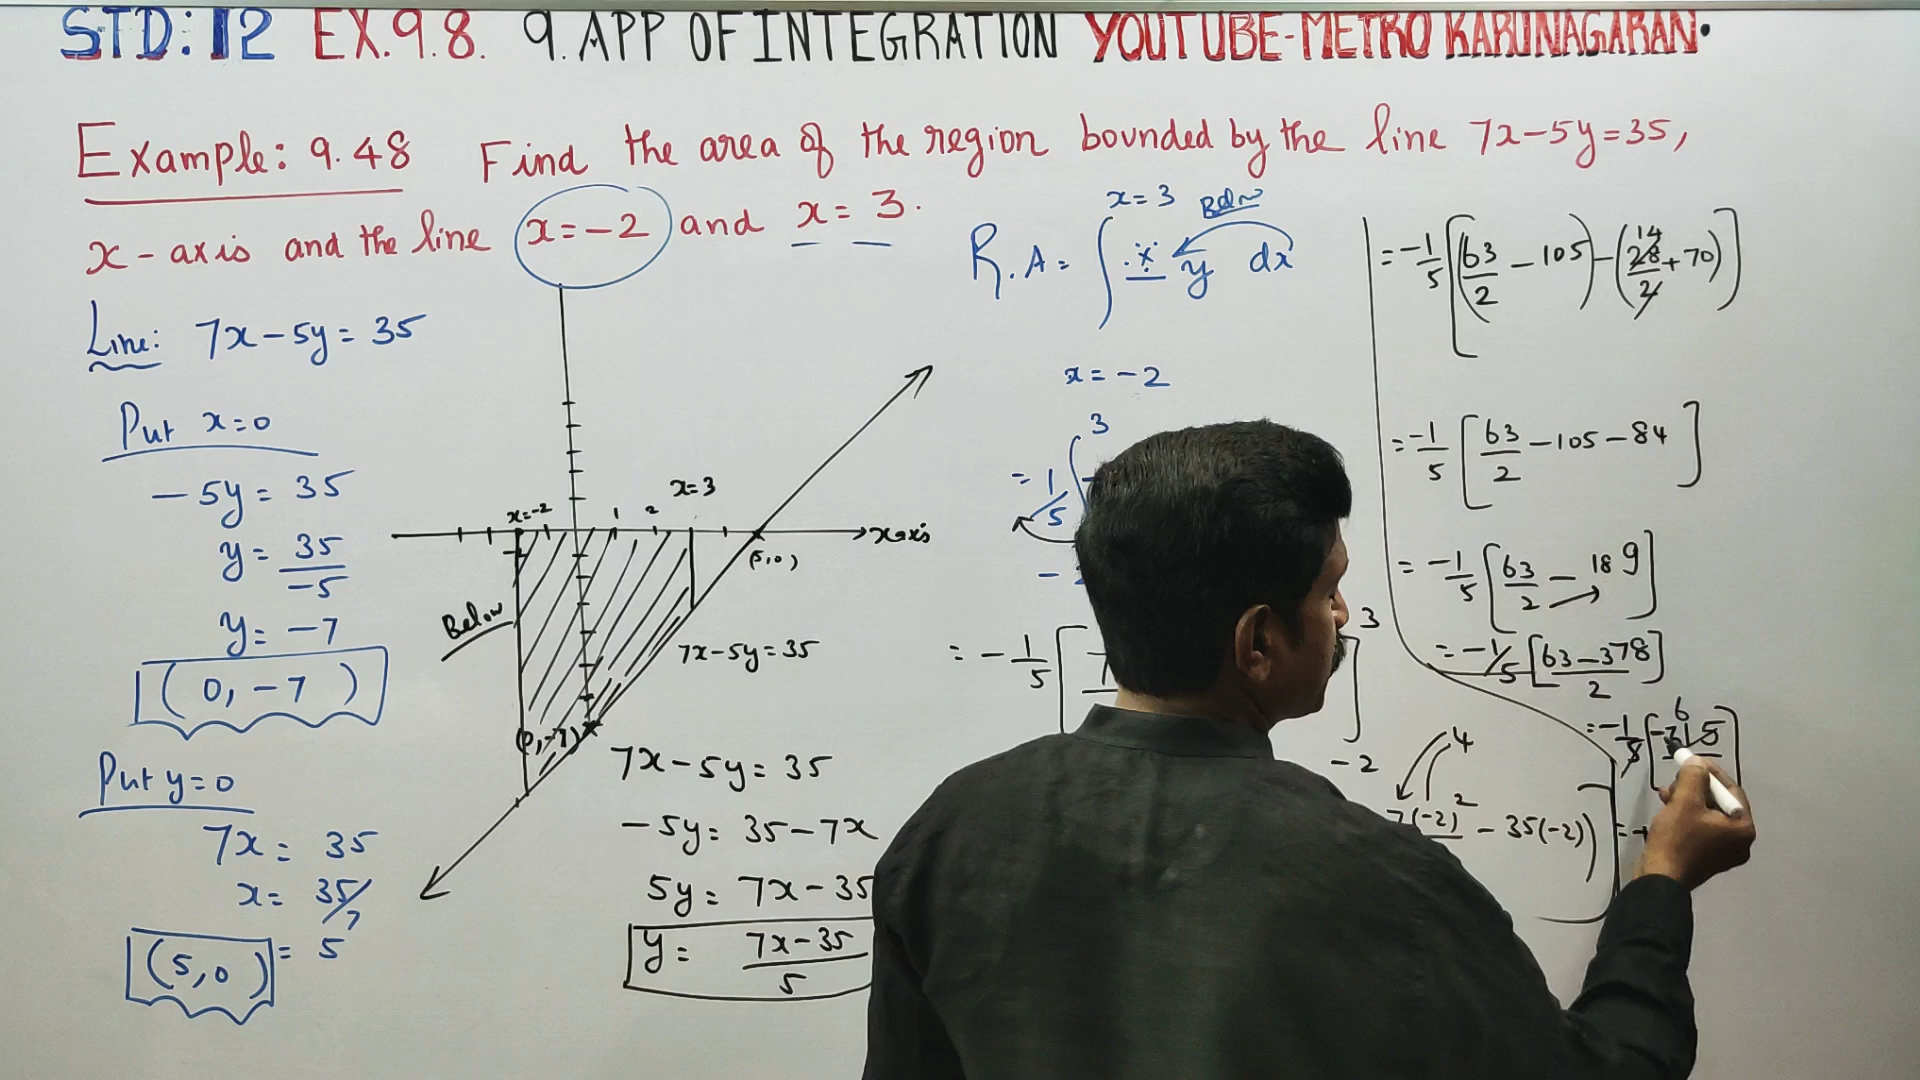 STD: 12 EX.9.8. 9. APP OF INTEGRATION YOUTUBE-METRO KARUNAGARAN.
Example: 9.48 Find the area of the region bounded by the line 7x-5y=35,
x-axis and the line x=-2 and x=3.
Line: 7x-5y=35
Put x=0
-5y=35
y=35/-5
y=-7
(0,-7)
Put y=0
7x=35
x=35/7
=5
(5,0)
x=-2
1
2
x=3
x-axis
(5,0)
Below
7x-5y=35
(0,-7)
7x-5y=35
-5y=35-7x
5y=7x-35
y=7x-35/5
x=3 Below
R.A=∫ y dx
x=-2
3
=1/5∫
=-1/5[
]3
-2
4
7(-2)²
-35(-2))
=-1/5[(63/2-105)-(28/2+70)]
14
=-1/5[63/2-105-84]
=-1/5[63/2-189]
=-1/5[63-378/2]
6
=-1/5[-315]
=+